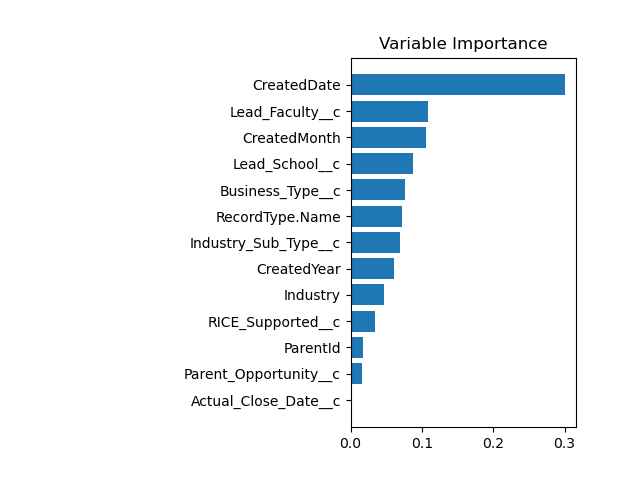 Variable Importance
CreatedDate
Lead_Faculty__c
CreatedMonth
Lead_School__c
Business_Type__c
RecordType.Name
Industry_Sub_Type__c
CreatedYear
Industry
RICE_Supported__c
ParentId
Parent_Opportunity__c
Actual_Close_Date__c
0.0 0.1 0.2 0.3